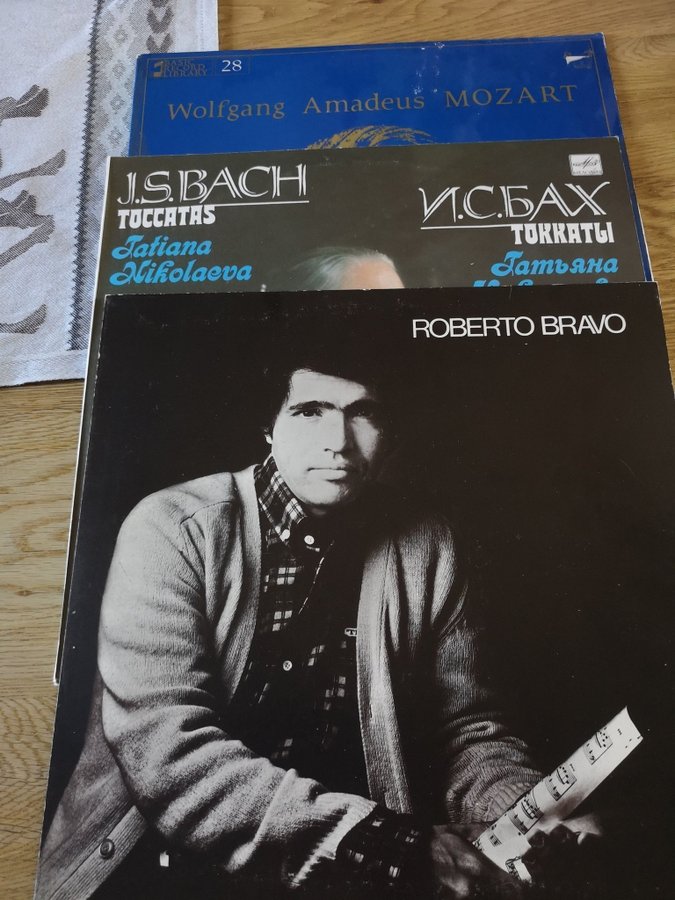 BASIC
RECORD
LIBRARY
28
Wolfgang Amadeus MOZART
J.S.BACH
TOCCATAS
Tatiana
Nikolaeva
И.С.БАХ
ТОККАТЫ
Татьяна
ROBERTO BRAVO